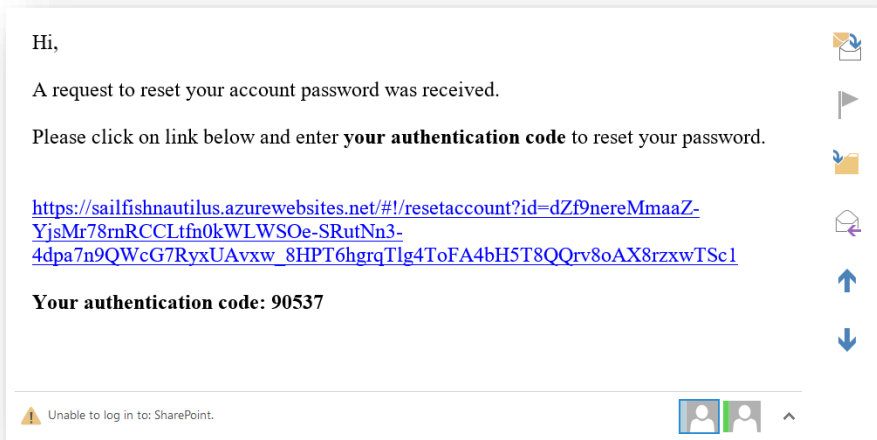 Hi,
A request to reset your account password was received.
Please click on link below and enter your authentication code to reset your password.
https://sailfishnautilus.azurewebsites.net/#!/resetaccount?id=dZf9nereMmaaZ-
YjsMr78rnRCCLtfn0kWLWSOe-SRutNn3-
4dpa7n9QWcG7RyxUAvxw_8HPT6hgrqTlg4ToFA4bH5T8QQrv8oAX8rzxwTSc1
Your authentication code: 90537
Unable to log in to: SharePoint.